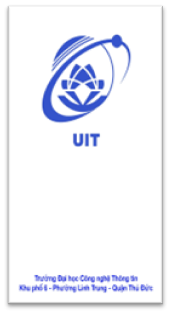 UIT
Trường Đại học Công nghệ Thông tin
Khu phố 6 - Phường Linh Trung - Quận Thủ Đức